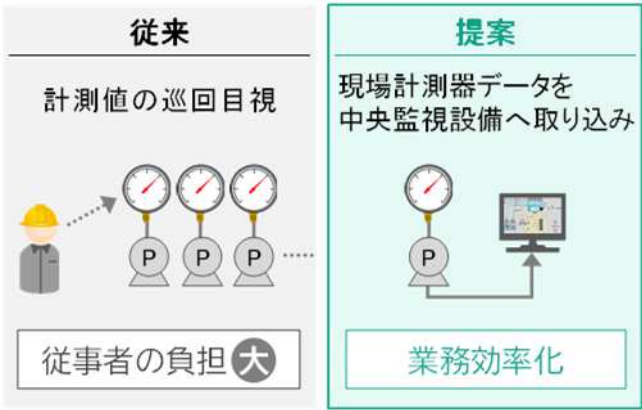 従来
計測値の巡回目視
P
P
P
従事者の負担大
提案
現場計測器データを
中央監視設備へ取り込み
P
業務効率化